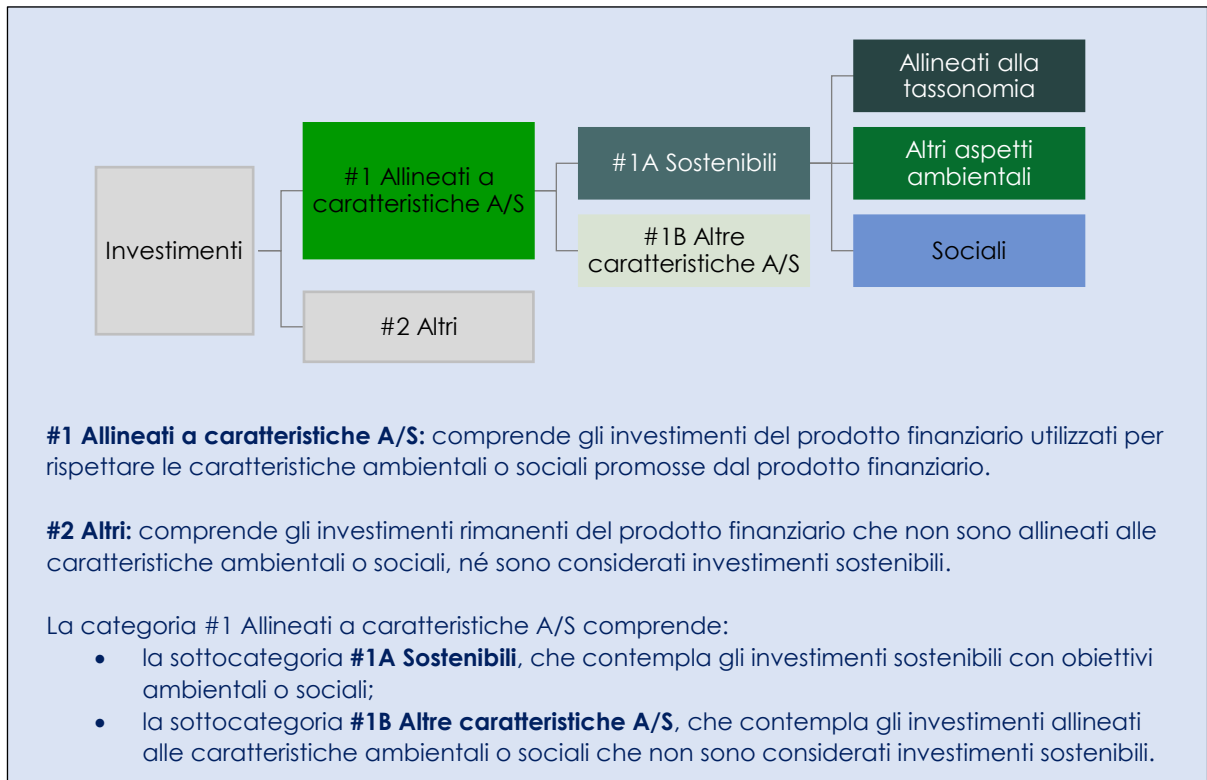 Allineati alla
tassonomia
#1 Allineati a
caratteristiche A/S
#1A Sostenibili
Altri aspetti
ambientali
Investimenti
#1B Altre
caratteristiche A/S
Sociali
#2 Altri
#1 Allineati a caratteristiche A/S: comprende gli investimenti del prodotto finanziario utilizzati per
rispettare le caratteristiche ambientali o sociali promosse dal prodotto finanziario.
#2 Altri: comprende gli investimenti rimanenti del prodotto finanziario che non sono allineati alle
caratteristiche ambientali o sociali, né sono considerati investimenti sostenibili.
La categoria #1 Allineati a caratteristiche A/S comprende:
• la sottocategoria #1A Sostenibili, che contempla gli investimenti sostenibili con obiettivi
ambientali o sociali;
• la sottocategoria #1B Altre caratteristiche A/S, che contempla gli investimenti allineati
alle caratteristiche ambientali o sociali che non sono considerati investimenti sostenibili.